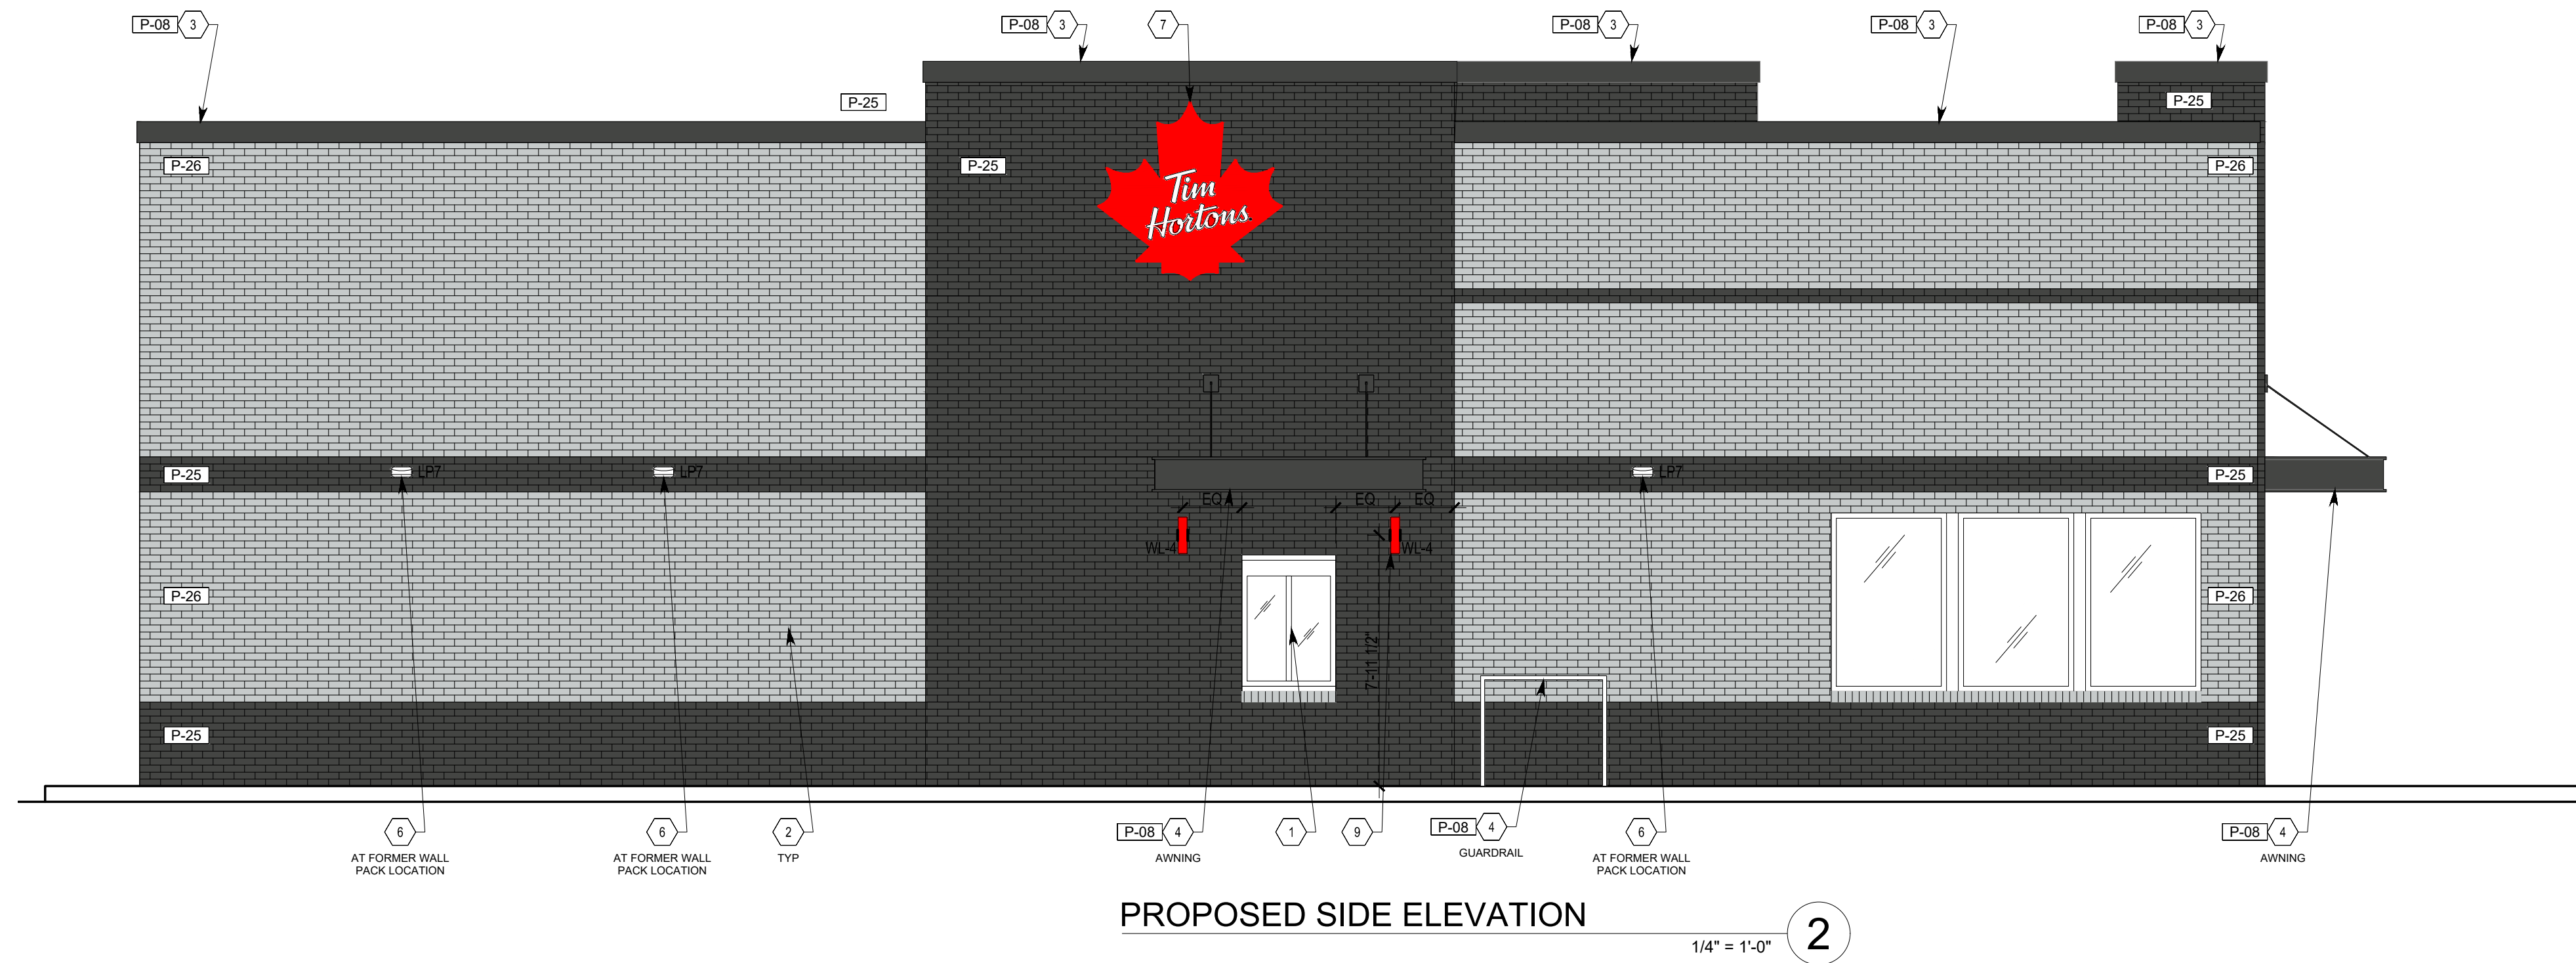 P-08 3
P-08 3
7
P-08 3
P-08 3
P-08 3
P-25
P-25
P-26
P-25
P-26
Tim
Hortons
P-25
LP7
LP7
LP7
P-25
EQ
EQ
EQ
WL-4
WL-4
P-26
P-26
7'-11 1/2"
P-25
P-25
6
AT FORMER WALL
PACK LOCATION
6
AT FORMER WALL
PACK LOCATION
2
TYP
P-08 4
AWNING
1
9
P-08 4
GUARDRAIL
6
AT FORMER WALL
PACK LOCATION
P-08 4
AWNING
PROPOSED SIDE ELEVATION
1/4" = 1'-0"
2